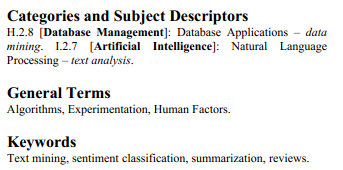 Categories and Subject Descriptors
H.2.8 [Database Management]: Database Applications – data
mining. I.2.7 [Artificial Intelligence]: Natural Language
Processing – text analysis.
General Terms
Algorithms, Experimentation, Human Factors.
Keywords
Text mining, sentiment classification, summarization, reviews.